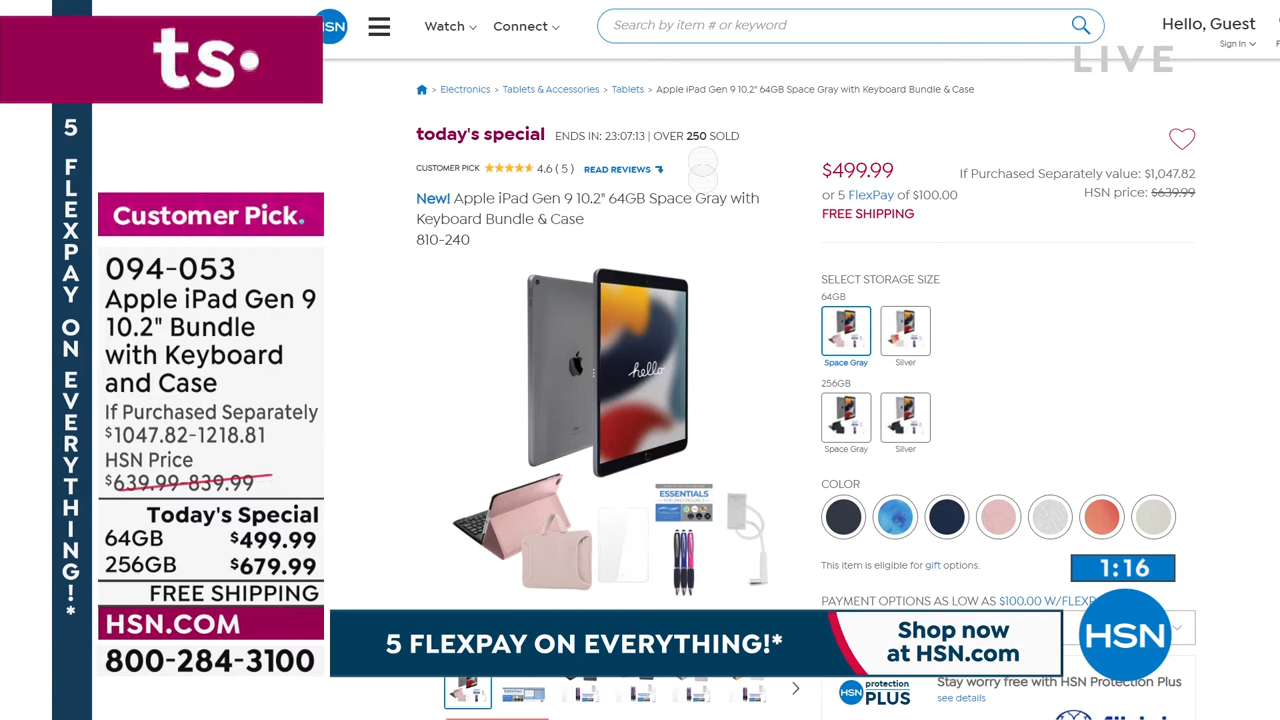 ts.
5 FLEXPAY ON EVERYTHING!*
Customer Pick.
094-053
Apple iPad Gen 9
10.2" Bundle
with Keyboard
and Case
If Purchased Separately
$1047.82-1218.81
HSN Price
$639.99-839.99
Today's Special
64GB $499.99
256GB $679.99
FREE SHIPPING
HSN.COM
800-284-3100
HSN
Watch
Connect
Search by item # or keyword
Hello, Guest
Sign In
LIVE
> Electronics > Tablets & Accessories > Tablets > Apple iPad Gen 9 10.2" 64GB Space Gray with Keyboard Bundle & Case
today's special ENDS IN: 23:07:13 | OVER 250 SOLD
CUSTOMER PICK 4.6 ( 5 ) READ REVIEWS
New! Apple iPad Gen 9 10.2" 64GB Space Gray with
Keyboard Bundle & Case
810-240
hello
ESSENTIALS
$499.99
If Purchased Separately value: $1,047.82
or 5 FlexPay of $100.00
HSN price: $639.99
FREE SHIPPING
SELECT STORAGE SIZE
64GB
Space Gray Silver
256GB
Space Gray Silver
COLOR
This item is eligible for gift options.
1:16
PAYMENT OPTIONS AS LOW AS $100.00 W/FLEXP
5 FLEXPAY ON EVERYTHING!*
Shop now
at HSN.com
HSN
HSN protection PLUS
Stay worry free with HSN Protection Plus
see details